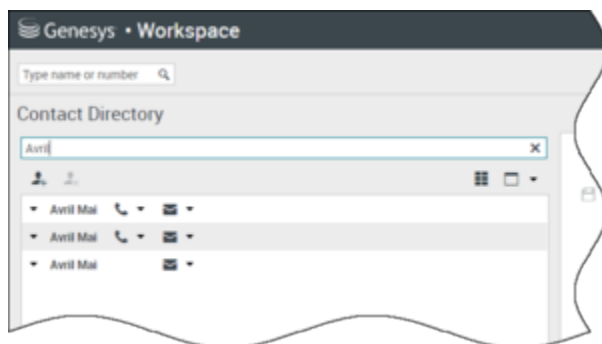 Genesys • Workspace
Type name or number
Contact Directory
Avril
Avril Mai
Avril Mai
Avril Mai